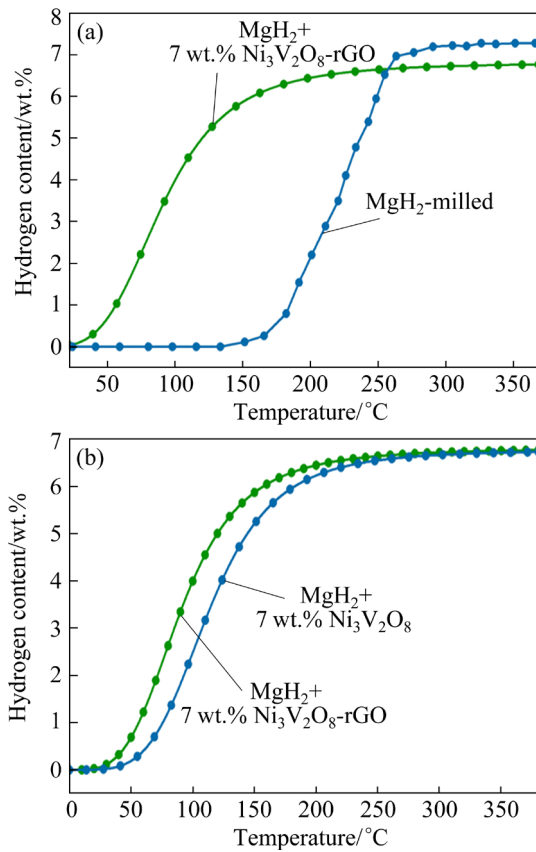 (a)
MgH₂+
7 wt.% Ni₃V₂O₈-rGO
MgH₂-milled
Hydrogen content/wt.%
8
7
6
5
4
3
2
1
0
50 100 150 200 250 300 350
Temperature/°C
(b)
MgH₂+
7 wt.% Ni₃V₂O₈
MgH₂+
7 wt.% Ni₃V₂O₈-rGO
Hydrogen content/wt.%
7
6
5
4
3
2
1
0
0 50 100 150 200 250 300 350
Temperature/°C